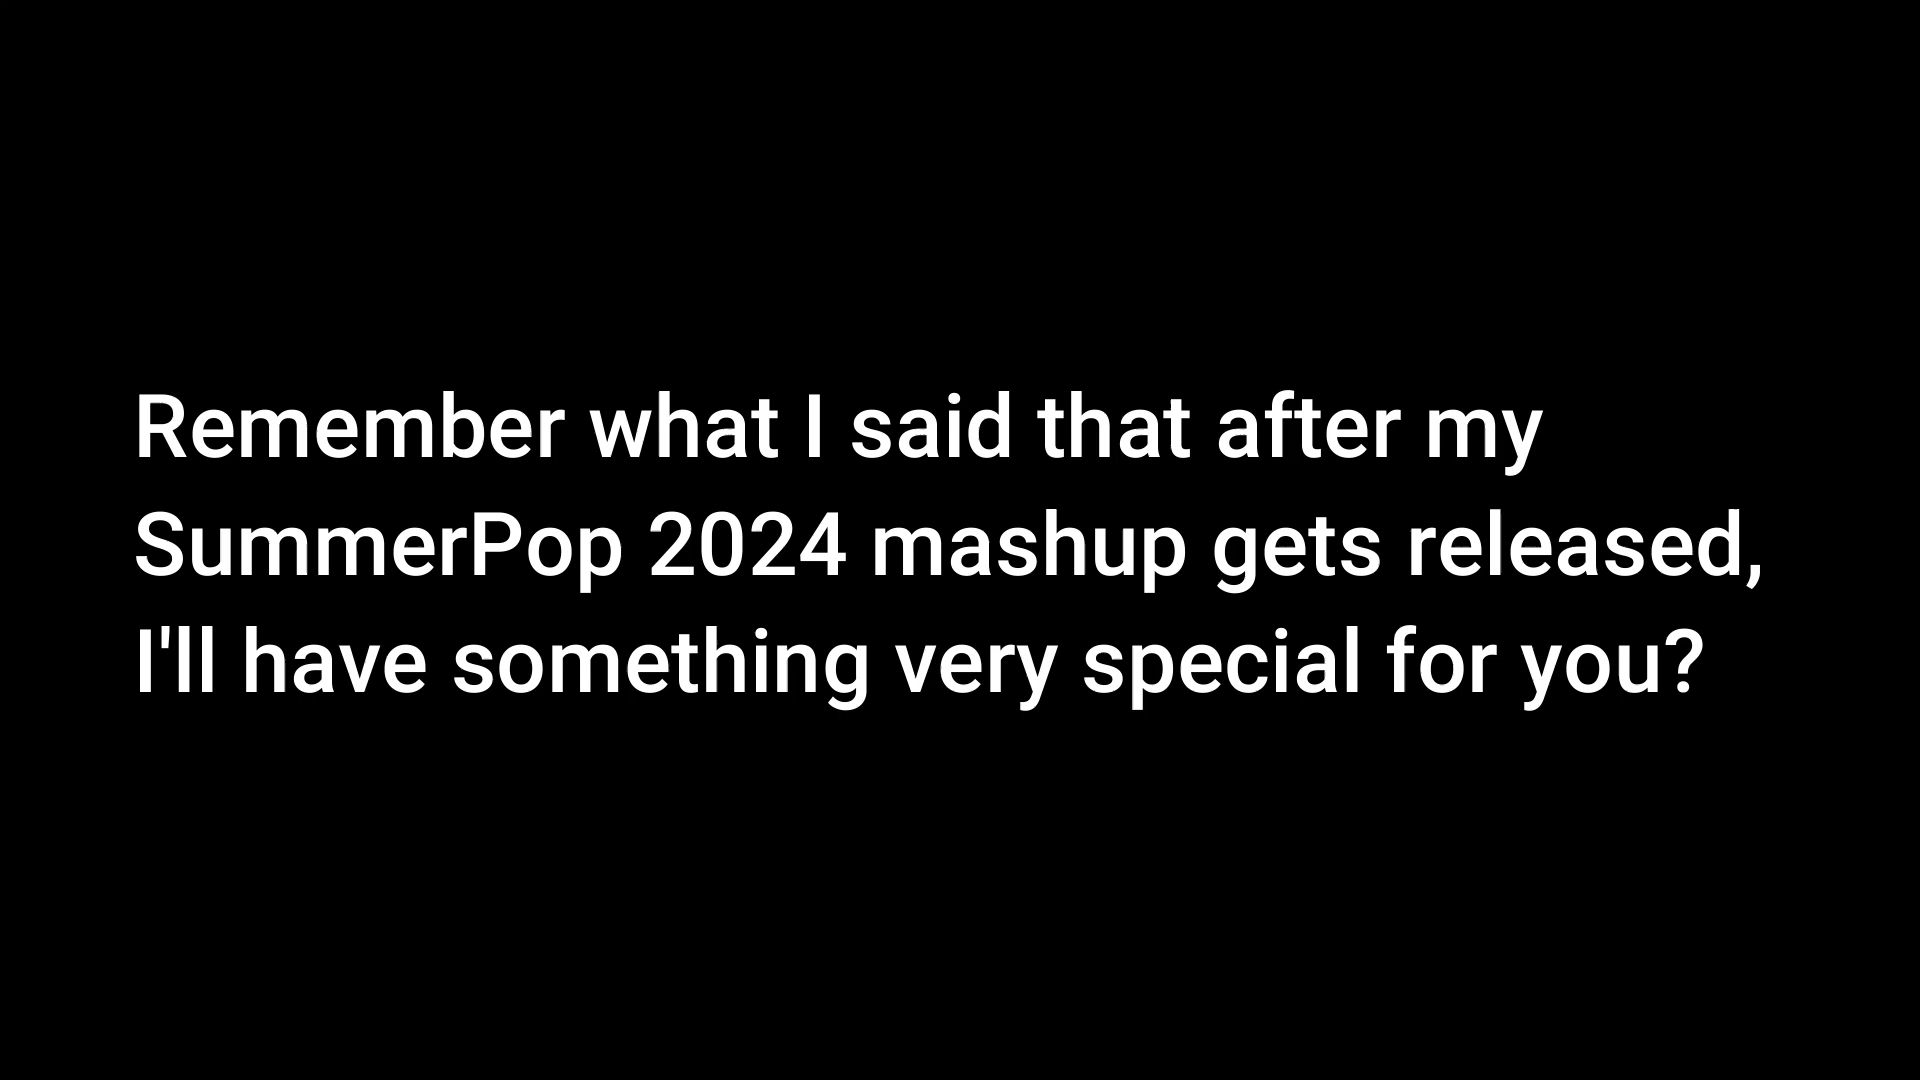 Remember what I said that after my
SummerPop 2024 mashup gets released,
I'll have something very special for you?